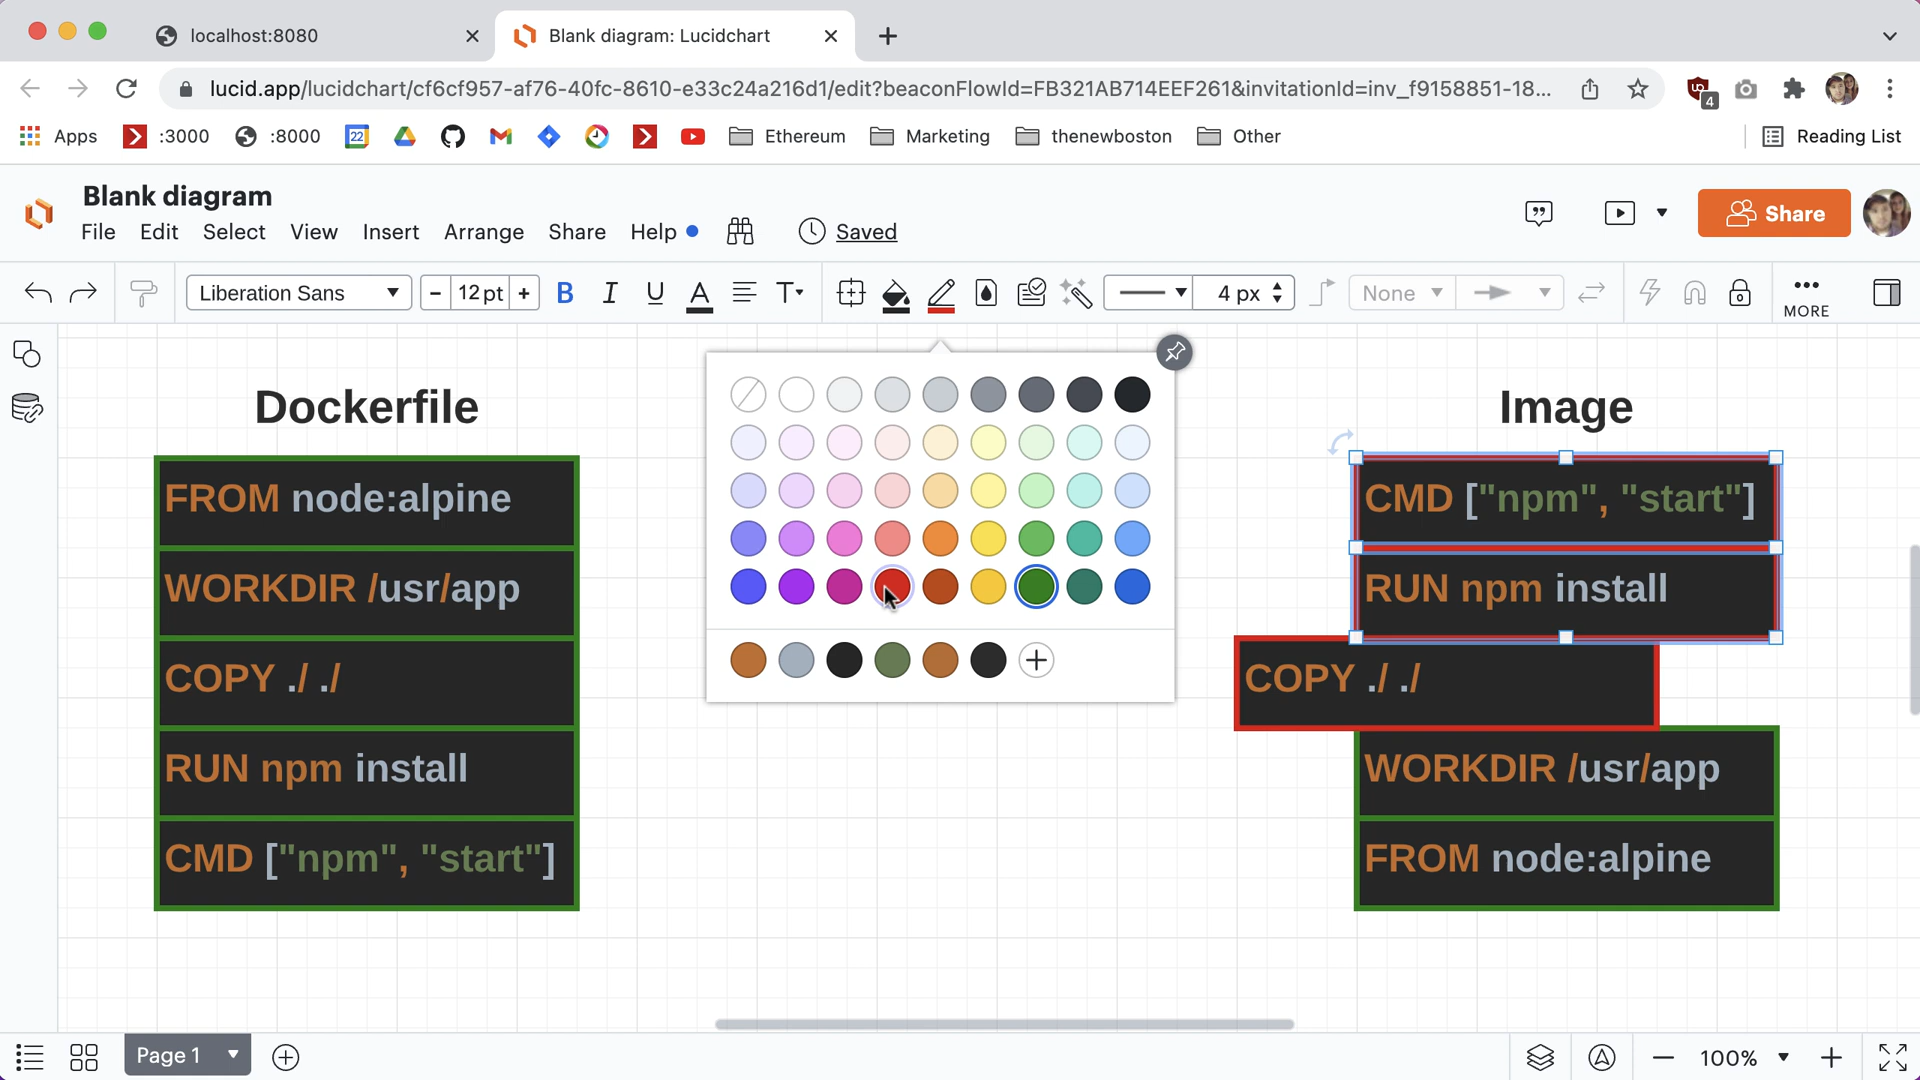 localhost:8080
Blank diagram: Lucidchart
lucid.app/lucidchart/cf6cf957-af76-40fc-8610-e33c24a216d1/edit?beaconFlowId=FB321AB714EEF261&invitationId=inv_f9158851-18...
4
Apps :3000 :8000 22 Ethereum Marketing thenewboston Other Reading List
Blank diagram
File Edit Select View Insert Arrange Share Help Saved
Share
Liberation Sans - 12 pt + B I U A T 4 px None MORE
Dockerfile
FROM node:alpine
WORKDIR /usr/app
COPY ./ ./
RUN npm install
CMD ["npm", "start"]
Image
CMD ["npm", "start"]
RUN npm install
COPY ./ ./
WORKDIR /usr/app
FROM node:alpine
Page 1
100%